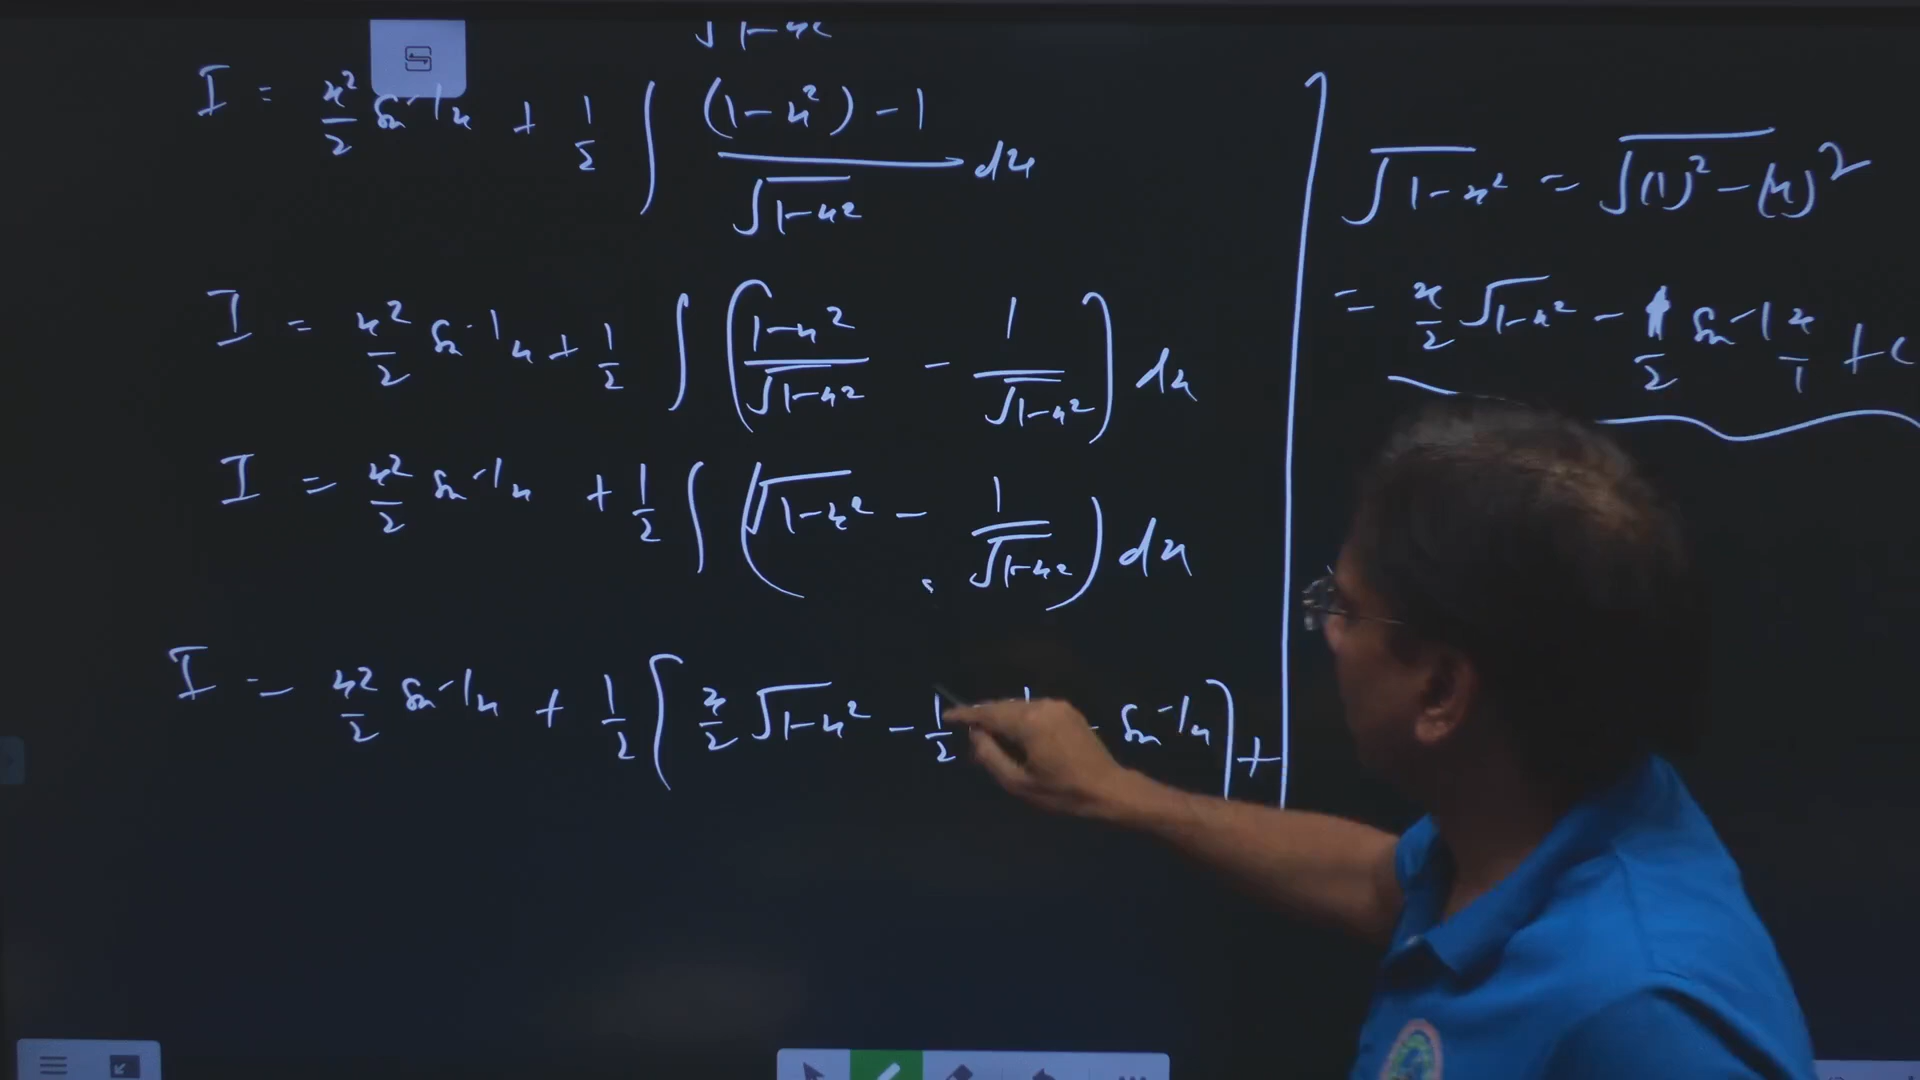 √1-x
I = x²/2 sin⁻¹x + 1/2 ∫ (1-x²) - 1 / √1-x² dx
I = x²/2 sin⁻¹x + 1/2 ∫ (1-x²/√1-x² - 1/√1-x²) dx
I = x²/2 sin⁻¹x + 1/2 ∫ (√1-x² - 1/√1-x²) dx
I = x²/2 sin⁻¹x + 1/2 [x/2 √1-x² - 1/2 - sin⁻¹x] +
√1-x² = √(1)² - (x)²
= x/2 √1-x² - 1/2 sin⁻¹ x/1 + c